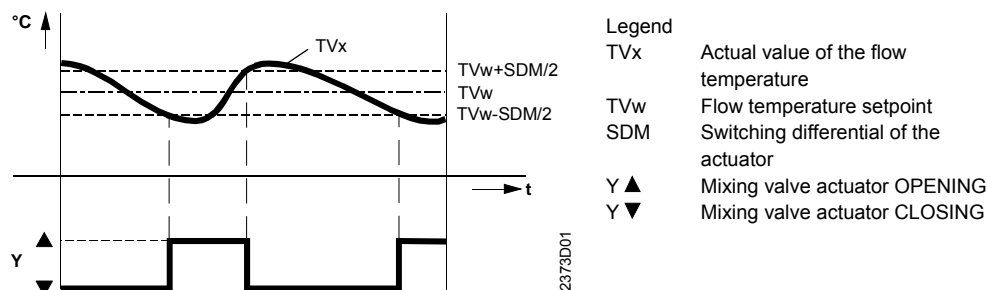 °C
TVx
TVw+SDM/2
TVw
TVw-SDM/2
t
Y
2373D01
Legend
TVx Actual value of the flow
temperature
TVw Flow temperature setpoint
SDM Switching differential of the
actuator
Y ▲ Mixing valve actuator OPENING
Y ▼ Mixing valve actuator CLOSING